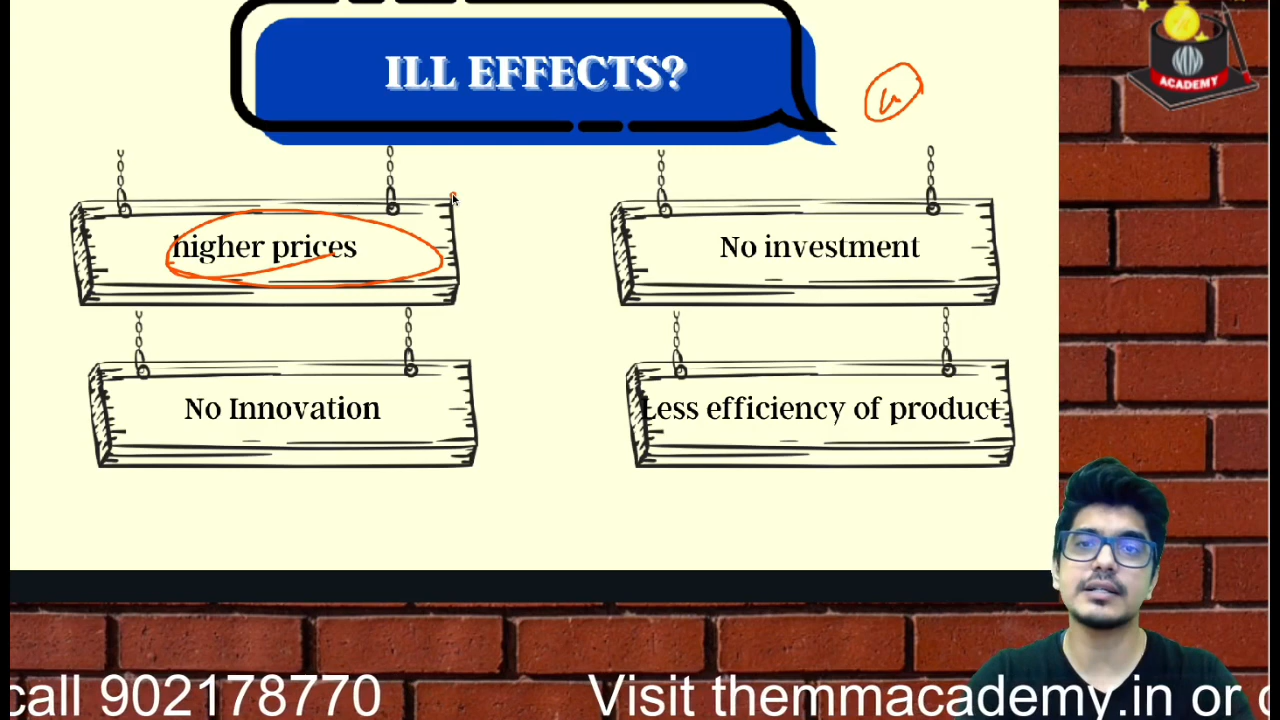 ILL EFFECTS?
ACADEMY
higher prices
No investment
No Innovation
Less efficiency of product
call 902178770
Visit themmacademy.in or